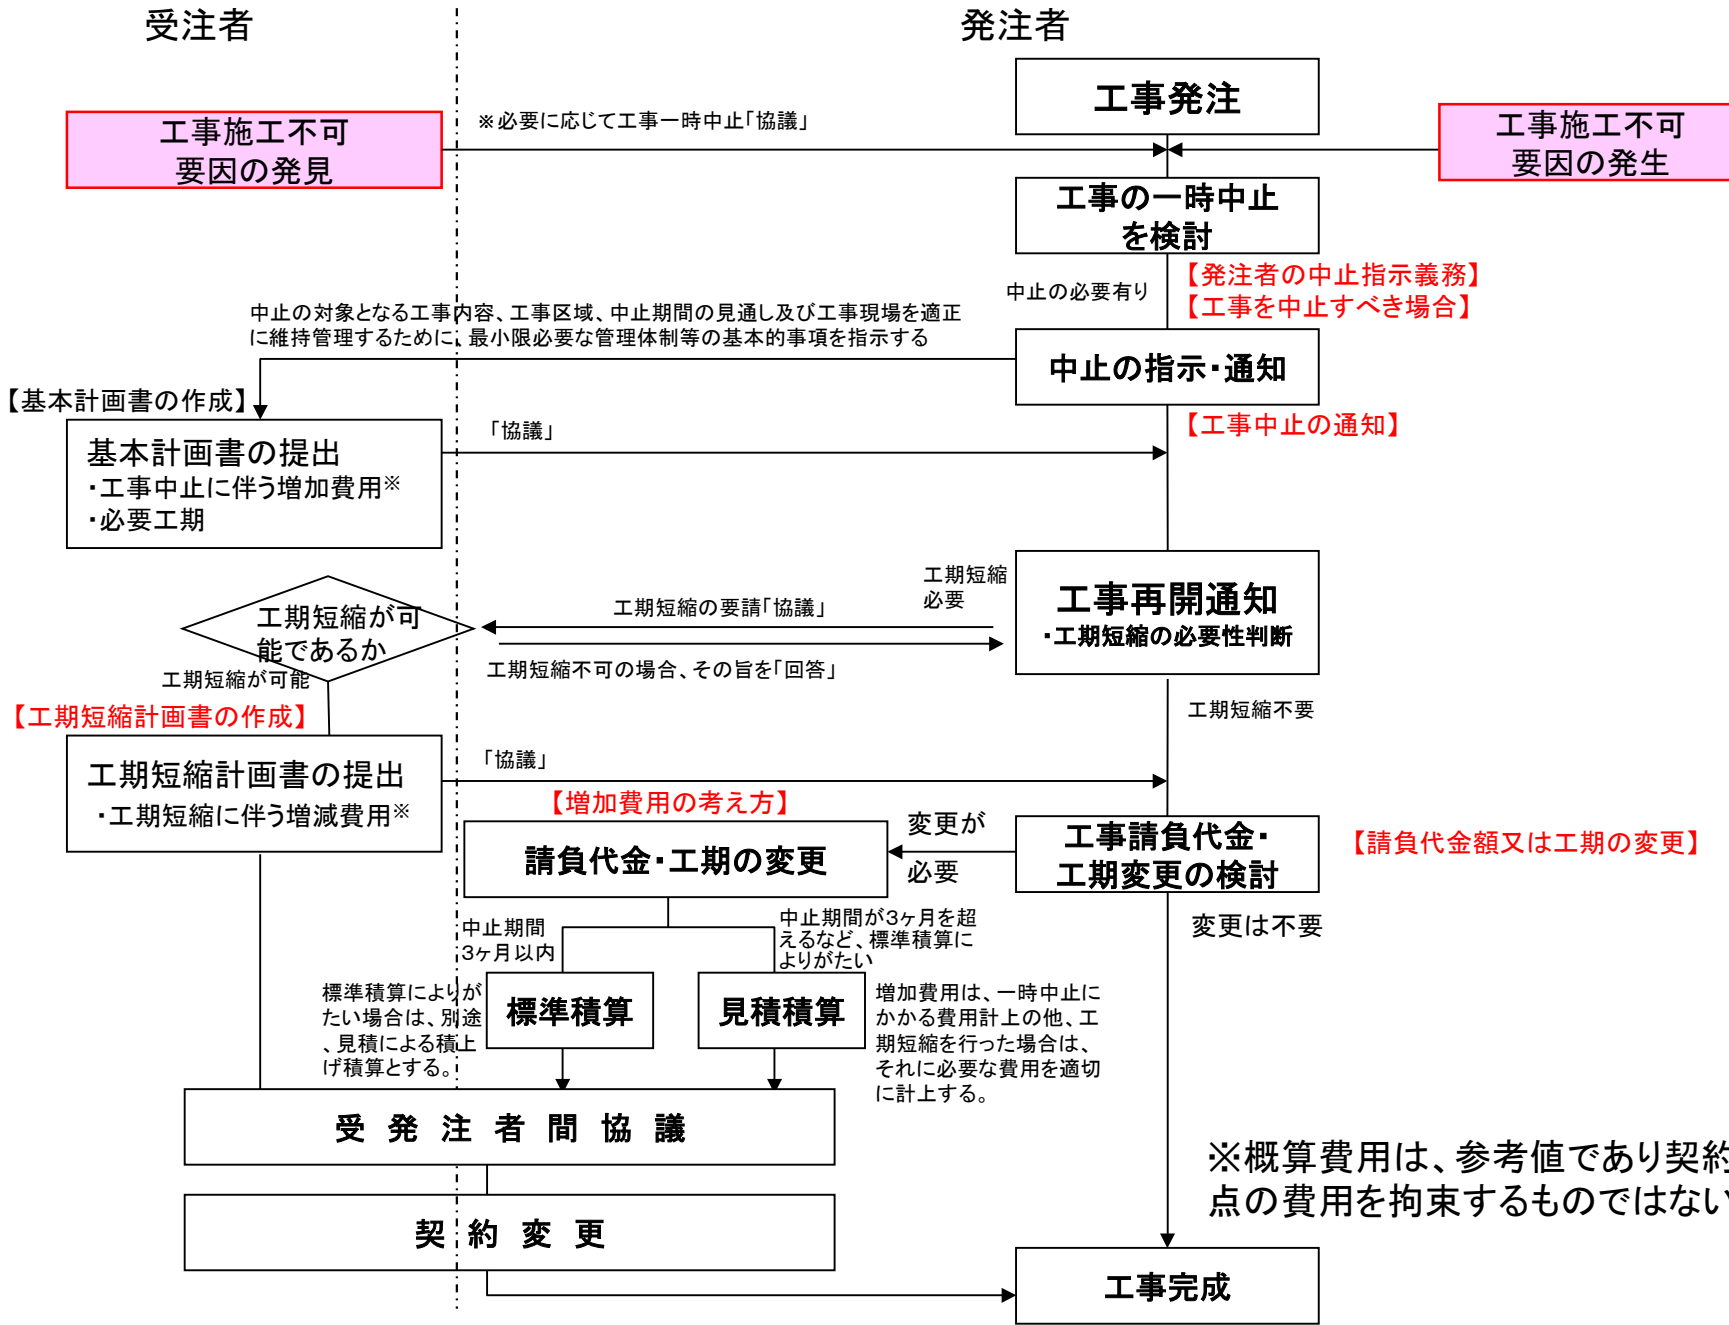 受注者
発注者
工事発注
工事施工不可
要因の発見
※必要に応じて工事一時中止「協議」
工事施工不可
要因の発生
工事の一時中止
を検討
中止の必要有り
【発注者の中止指示義務】
【工事を中止すべき場合】
中止の対象となる工事内容、工事区域、中止期間の見通し及び工事現場を適正
に維持管理するために、最小限必要な管理体制等の基本的事項を指示する
中止の指示・通知
【基本計画書の作成】
【工事中止の通知】
基本計画書の提出
・工事中止に伴う増加費用※
・必要工期
「協議」
工期短縮
必要
工事再開通知
・工期短縮の必要性判断
工期短縮の要請「協議」
工期短縮が可
能であるか
工期短縮不可の場合、その旨を「回答」
工期短縮が可能
工期短縮不要
【工期短縮計画書の作成】
工期短縮計画書の提出
・工期短縮に伴う増減費用※
「協議」
【増加費用の考え方】
請負代金・工期の変更
変更が
必要
工事請負代金・
工期変更の検討
【請負代金額又は工期の変更】
変更は不要
中止期間
3ヶ月以内
中止期間が3ヶ月を超
えるなど、標準積算に
よりがたい
標準積算によりが
たい場合は、別途
、見積による積上
げ積算とする。
標準積算
見積積算
増加費用は、一時中止に
かかる費用計上の他、工
期短縮を行った場合は、
それに必要な費用を適切
に計上する。
受発注者間協議
契約変更
※概算費用は、参考値であり契約
点の費用を拘束するものではない
工事完成